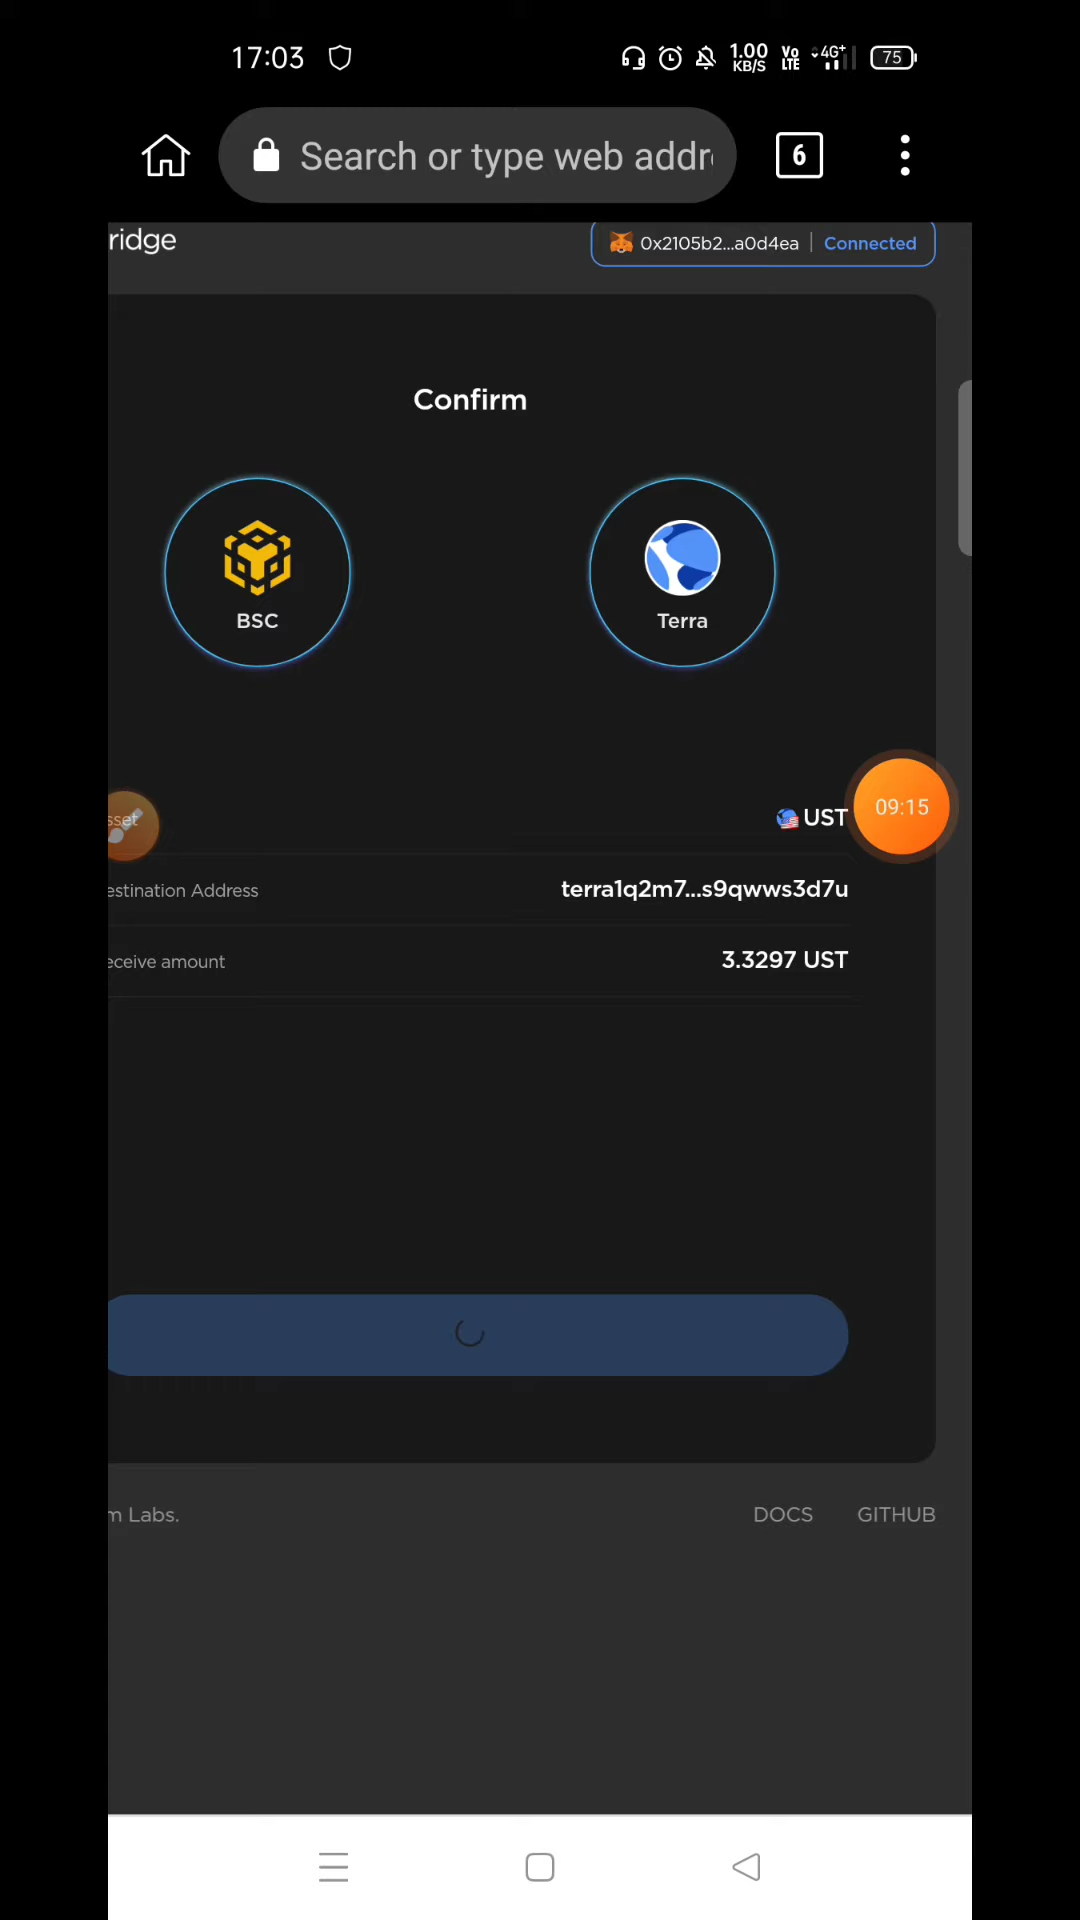 17:03 1.00 KB/S Vo LTE 4G+ 75
Search or type web addr 6
ridge 0x2105b2...a0d4ea | Connected
Confirm
BSC Terra
sset UST 09:15
estination Address terra1q2m7...s9qwws3d7u
eceive amount 3.3297 UST
m Labs. DOCS GITHUB